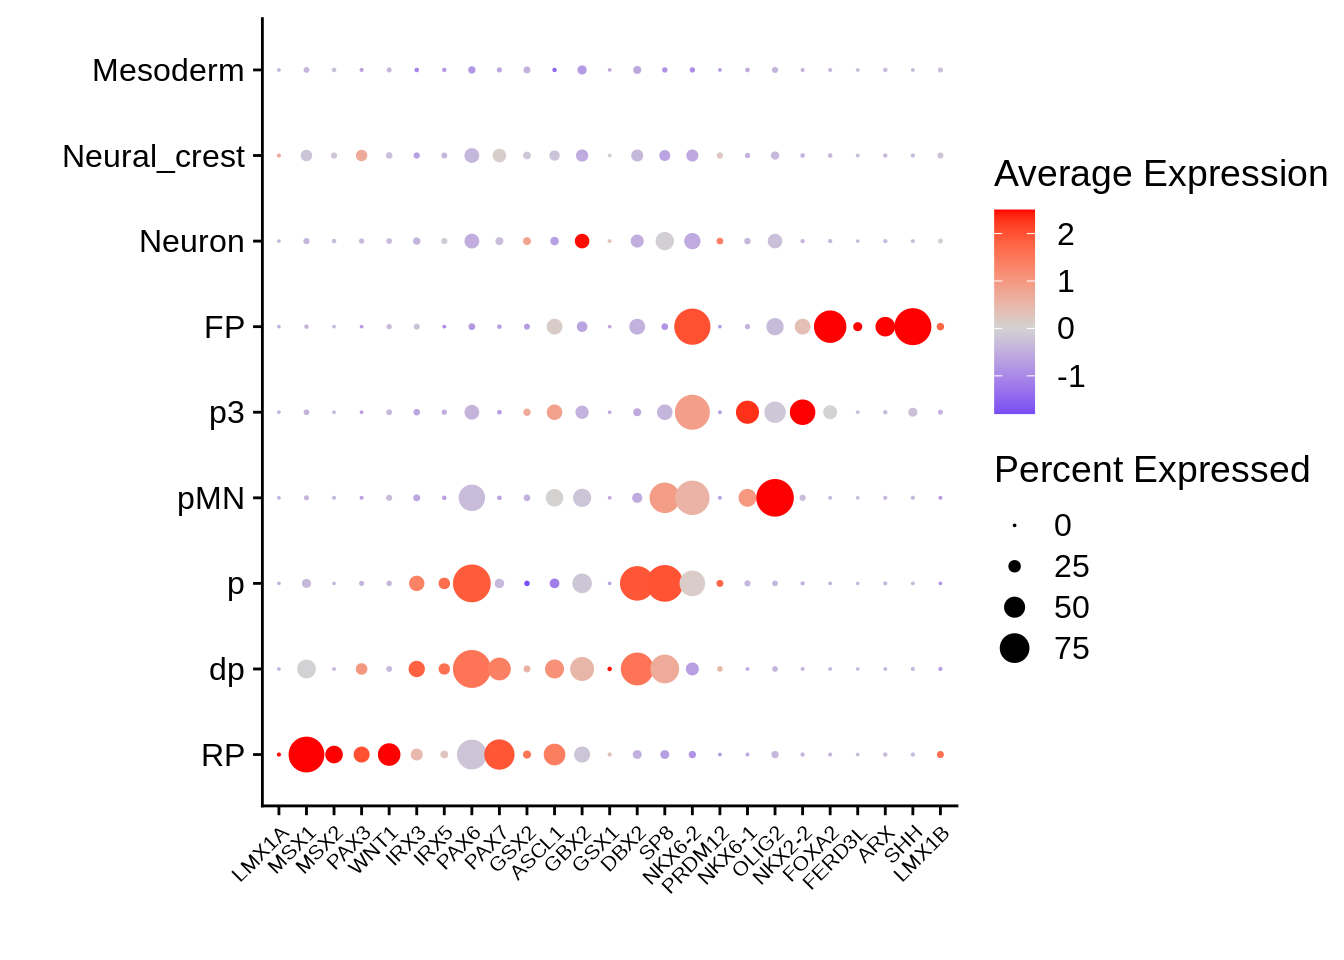 Mesoderm
Neural_crest
Neuron
FP
p3
pMN
p
dp
RP
LMX1A
MSX1
MSX2
PAX3
WNT1
IRX3
IRX5
PAX6
PAX7
GSX2
ASCL1
GBX2
GSX1
DBX2
SP8
NKX6-2
PRDM12
NKX6-1
OLIG2
NKX2-2
FOXA2
FERD3L
ARX
SHH
LMX1B
Average Expression
2
1
0
-1
Percent Expressed
0
25
50
75